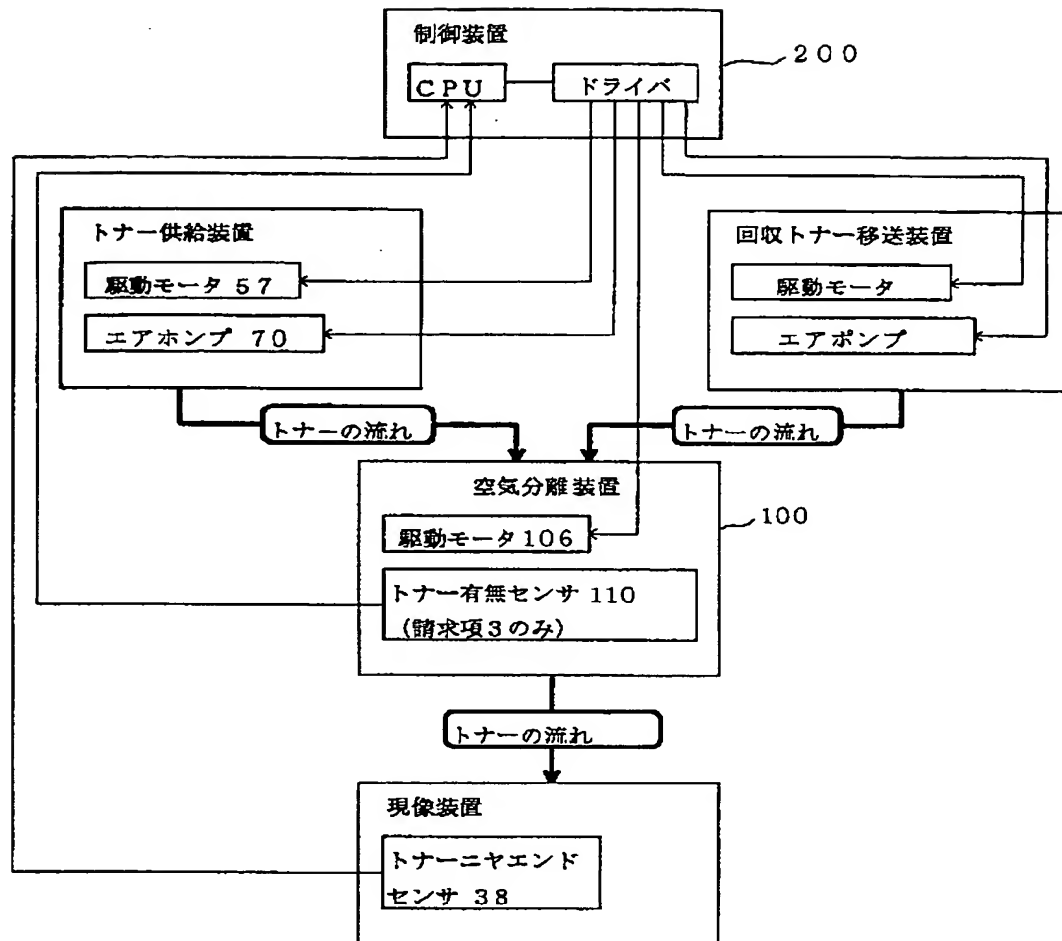 制御装置
200
CPU
ドライバ
トナー供給装置
駆動モータ 57
エアホンプ 70
回収トナー移送装置
駆動モータ
エアポンプ
トナーの流れ
トナーの流れ
空気分離装置
100
駆動モータ106
トナー有無センサ 110
(請求項3のみ)
トナーの流れ
現像装置
トナーニヤエンド
センサ 38